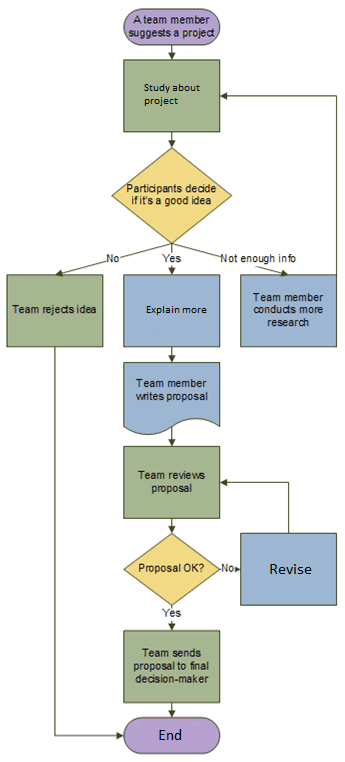 A team member
suggests a project
Study about
project
Participants decide
if it's a good idea
No
Yes
Not enough info
Team rejects idea
Explain more
Team member
conducts more
research
Team member
writes proposal
Team reviews
proposal
Proposal OK?
No
Revise
Yes
Team sends
proposal to final
decision-maker
End